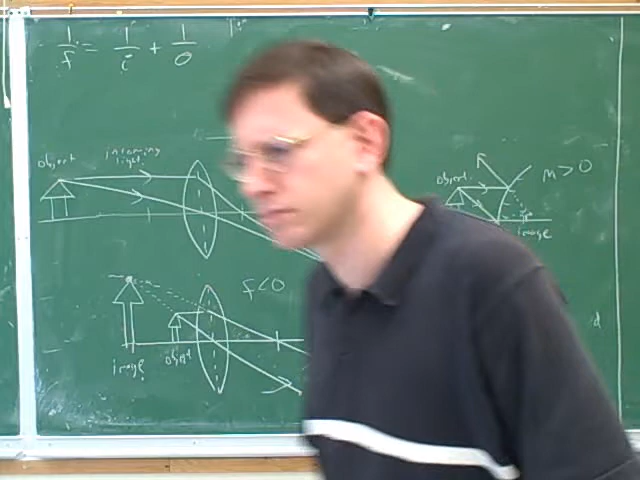 1/f = 1/i + 1/o
object
incoming
light
object
M > 0
image
f < 0
image
object
d